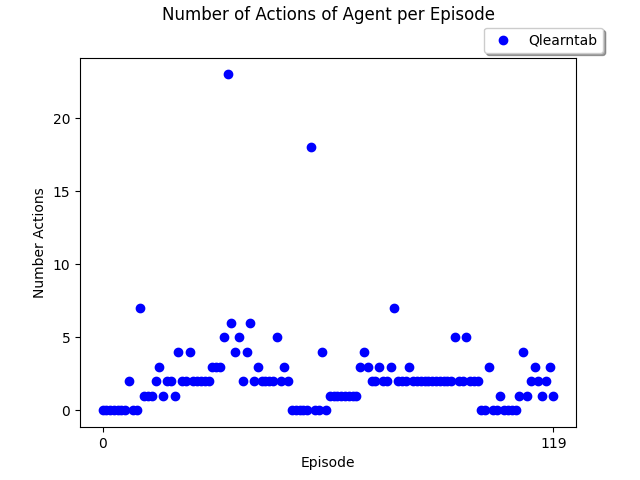 Number of Actions of Agent per Episode
Qlearntab
Number Actions
20
15
10
5
0
0 119
Episode